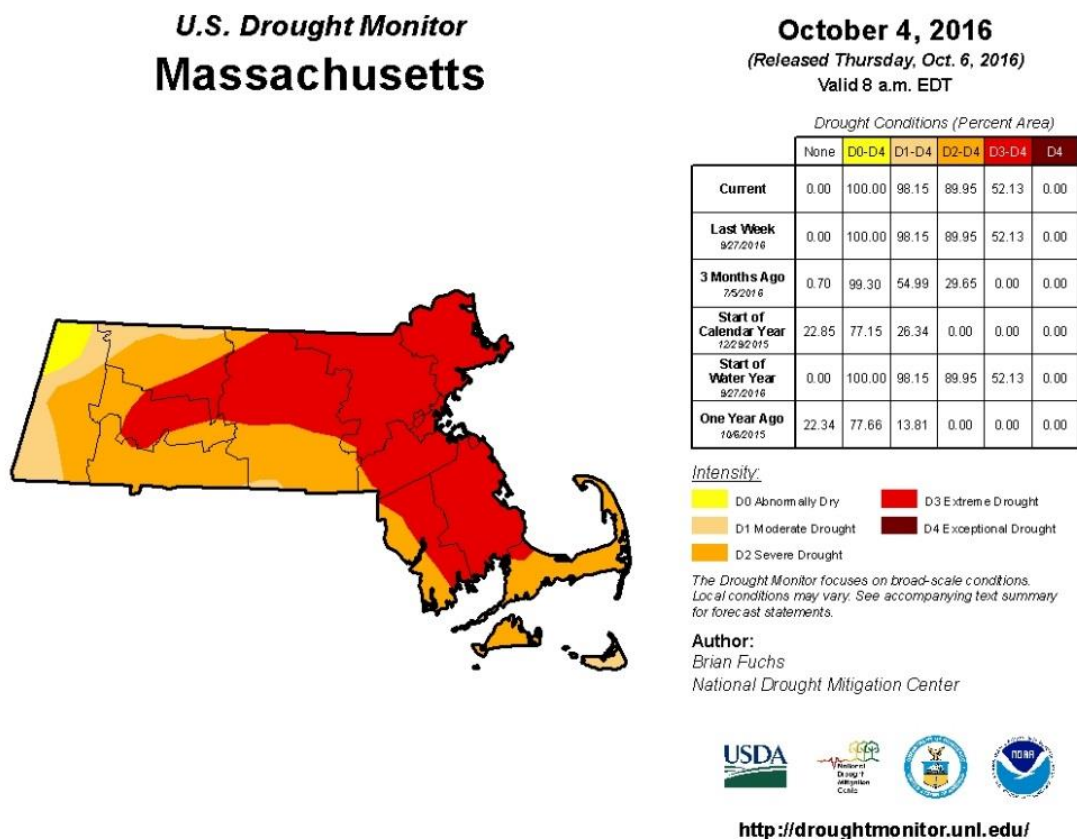 U.S. Drought Monitor
Massachusetts
October 4, 2016
(Released Thursday, Oct. 6, 2016)
Valid 8 a.m. EDT
Drought Conditions (Percent Area)
None D0-D4 D1-D4 D2-D4 D3-D4 D4
Current 0.00 100.00 98.15 89.95 52.13 0.00
Last Week
9/27/2016
0.00 100.00 98.15 89.95 52.13 0.00
3 Months Ago
7/5/2016
0.70 99.30 54.99 29.65 0.00 0.00
Start of
Calendar Year
12/29/2015
22.85 77.15 26.34 0.00 0.00 0.00
Start of
Water Year
9/27/2016
0.00 100.00 98.15 89.95 52.13 0.00
One Year Ago
10/6/2015
22.34 77.66 13.81 0.00 0.00 0.00
Intensity:
D0 Abnormally Dry
D1 Moderate Drought
D2 Severe Drought
D3 Extreme Drought
D4 Exceptional Drought
The Drought Monitor focuses on broad-scale conditions.
Local conditions may vary. See accompanying text summary
for forecast statements.
Author:
Brian Fuchs
National Drought Mitigation Center
USDA
National
Drought
Mitigation
Center
NOAA
http://droughtmonitor.unl.edu/